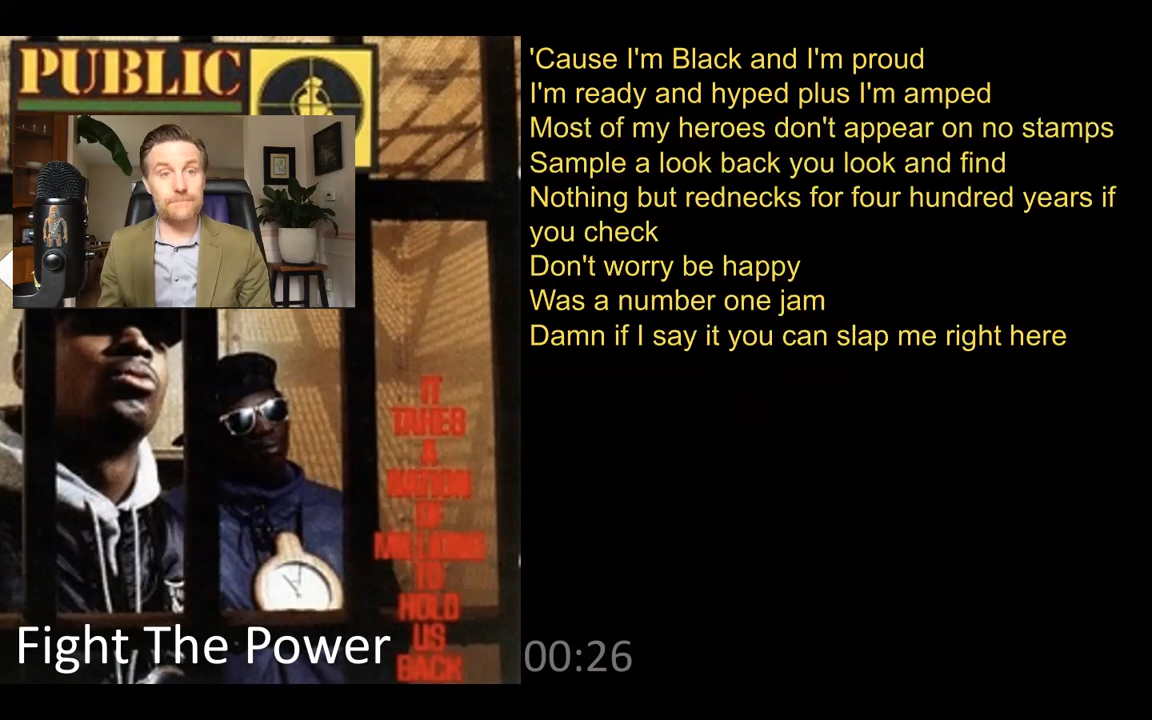 PUBLIC
'Cause I'm Black and I'm proud
I'm ready and hyped plus I'm amped
Most of my heroes don't appear on no stamps
Sample a look back you look and find
Nothing but rednecks for four hundred years if
you check
Don't worry be happy
Was a number one jam
Damn if I say it you can slap me right here
IT
TAKES
A
NATION
OF
MILLIONS
TO
HOLD
US
BACK
Fight The Power
00:26